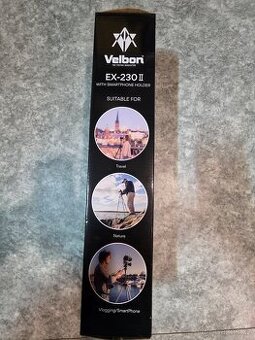 Velbon
EX-230 II
WITH SMARTPHONE HOLDER
SUITABLE FOR
Travel
Nature
Vlogging/SmartPhone